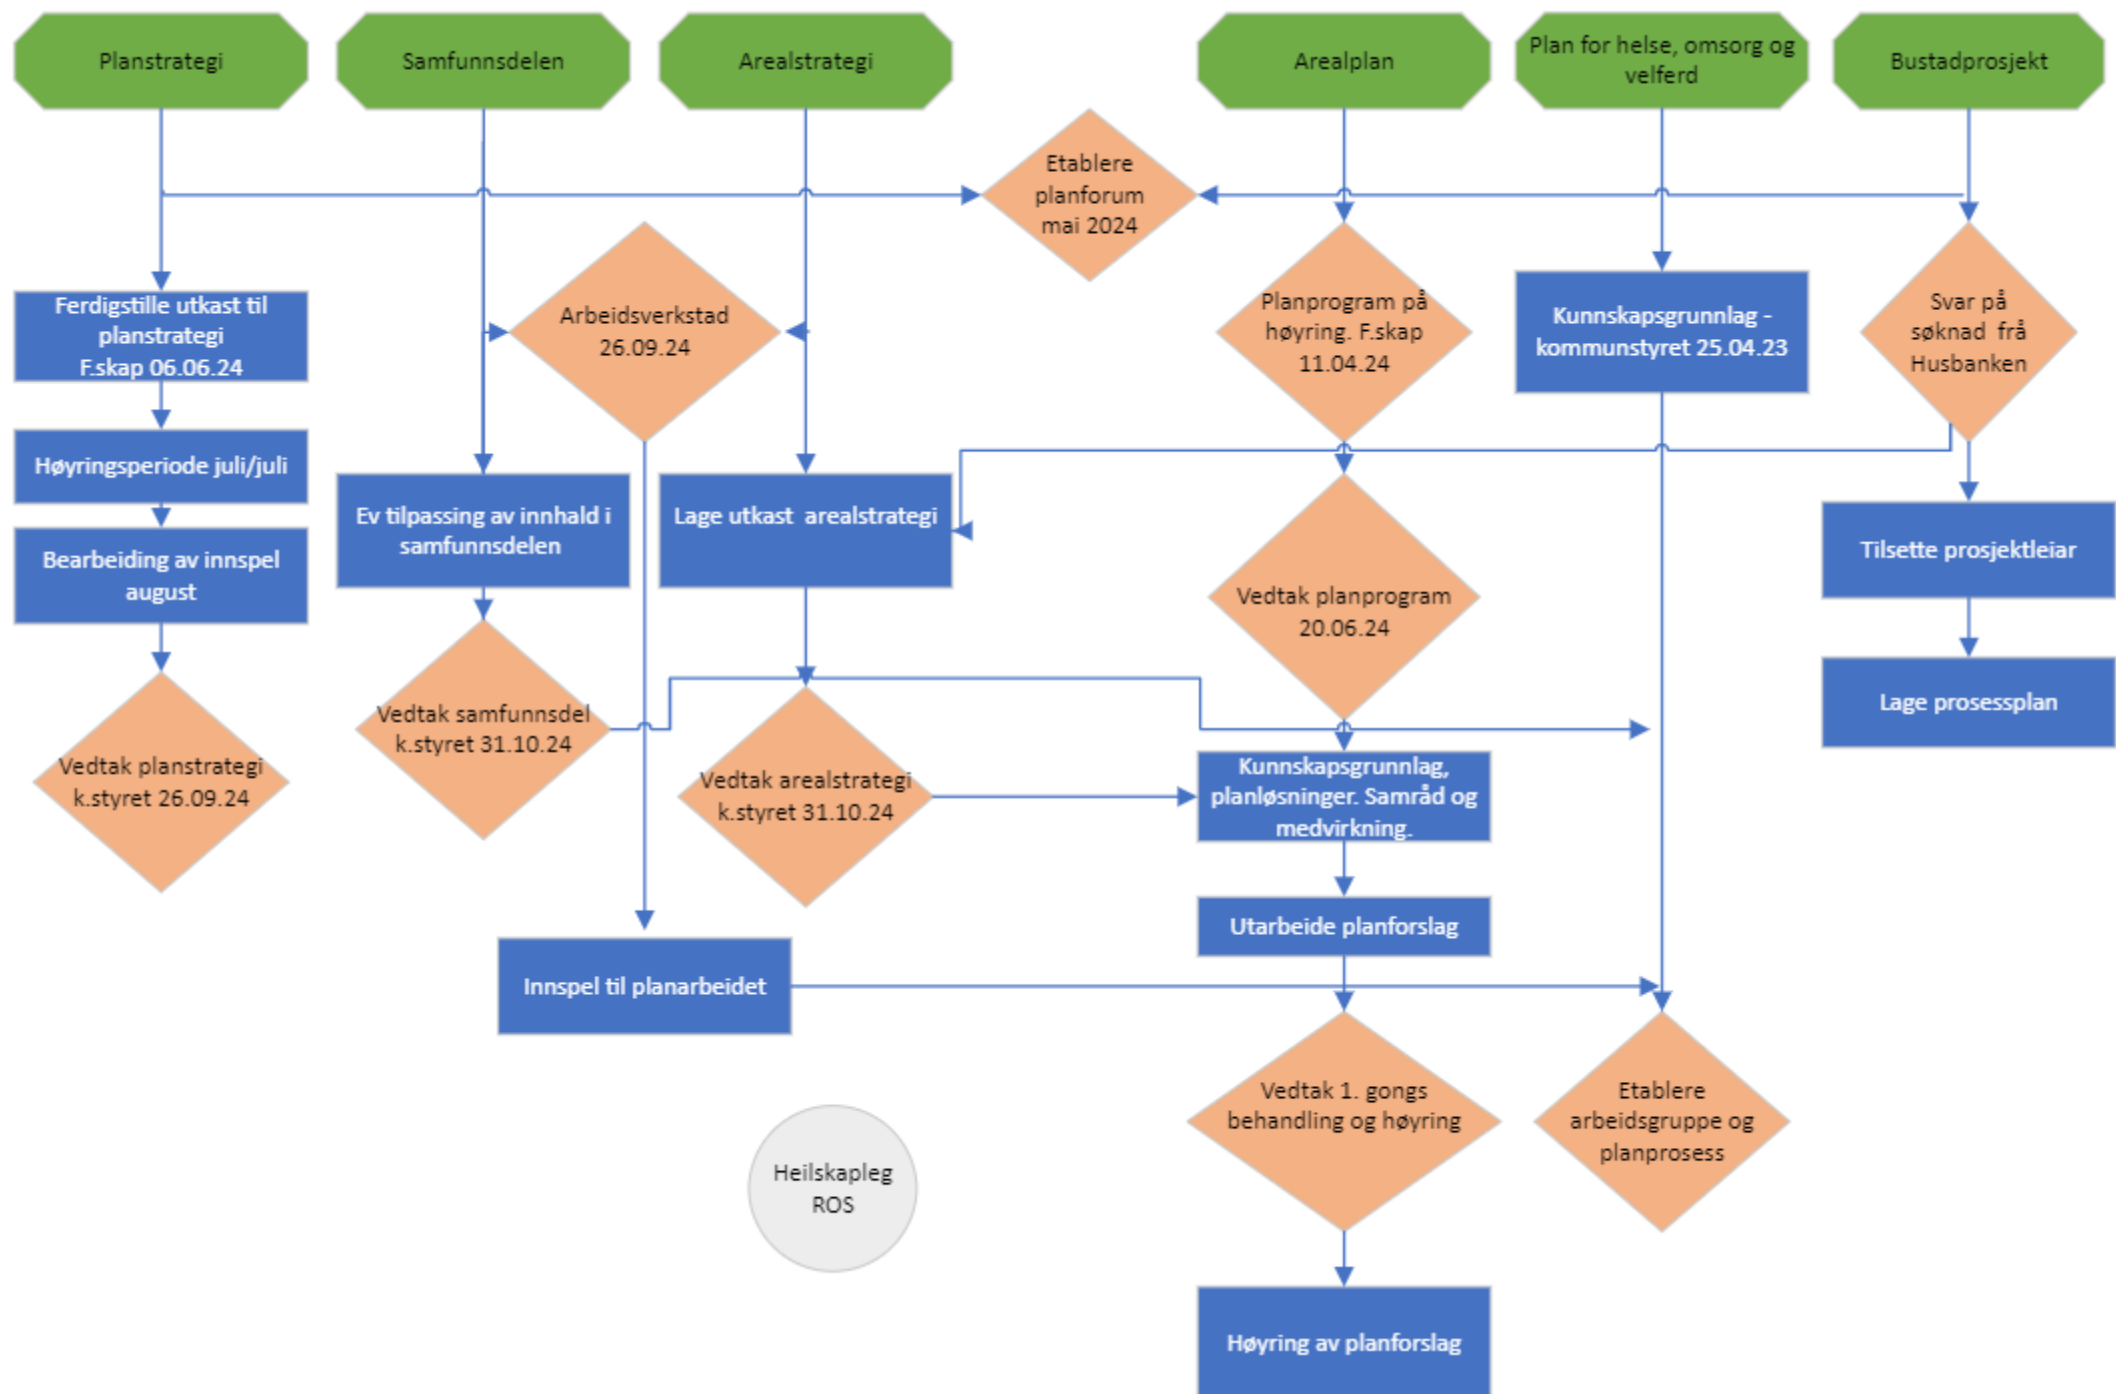 Planstrategi
Samfunnsdelen
Arealstrategi
Arealplan
Plan for helse, omsorg og
velferd
Bustadprosjekt
Etablere
planforum
mai 2024
Ferdigstille utkast til
planstrategi
F.skap 06.06.24
Arbeidsverkstad
26.09.24
Planprogram på
høyring. F.skap
11.04.24
Kunnskapsgrunnlag -
kommunstyret 25.04.23
Svar på
søknad frå
Husbanken
Høyringsperiode juli/juli
Ev tilpassing av innhald i
samfunnsdelen
Lage utkast arealstrategi
Bearbeiding av innspel
august
Vedtak planprogram
20.06.24
Tilsette prosjektleiar
Vedtak planstrategi
k.styret 26.09.24
Vedtak samfunnsdel
k.styret 31.10.24
Vedtak arealstrategi
k.styret 31.10.24
Kunnskapsgrunnlag,
planløsninger. Samråd og
medvirkning.
Lage prosessplan
Utarbeide planforslag
Innspel til planarbeidet
Vedtak 1. gongs
behandling og høyring
Etablere
arbeidsgruppe og
planprosess
Heilskapleg
ROS
Høyring av planforslag